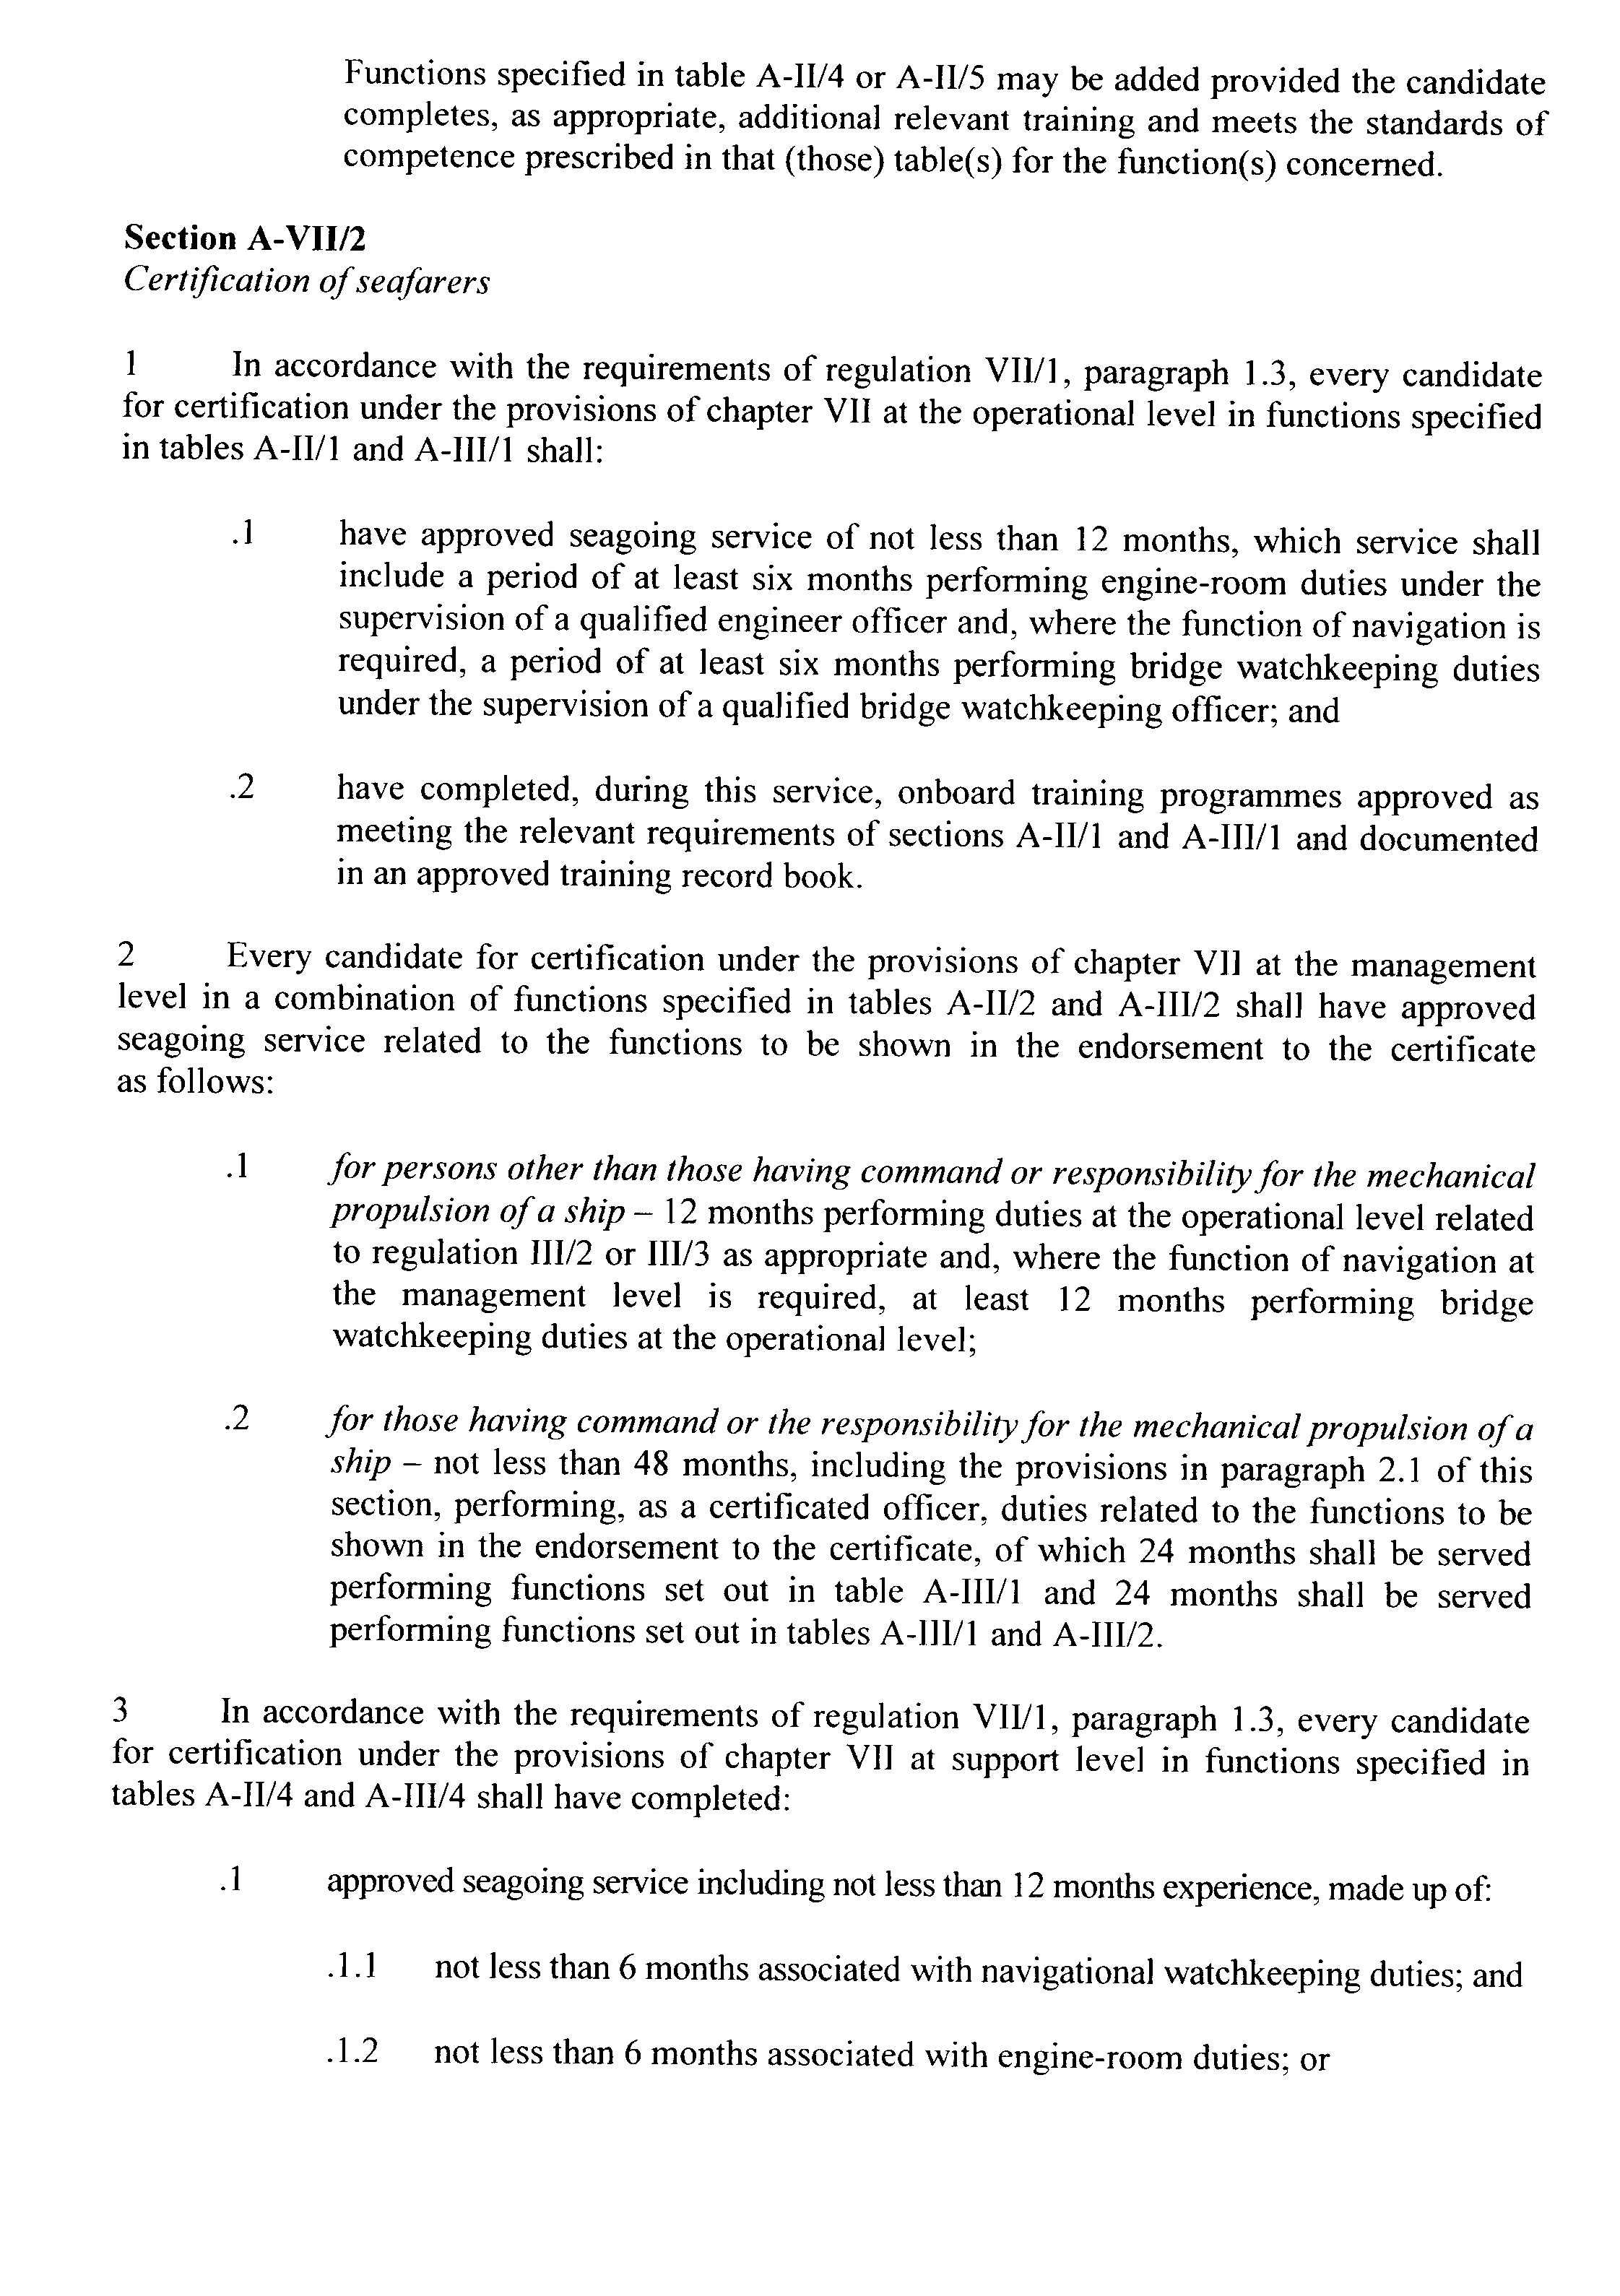 Functions specified in table A-II/4 or A-II/5 may be added provided the candidate
completes, as appropriate, additional relevant training and meets the standards of
competence prescribed in that (those) table(s) for the function(s) concerned.
Section A-VII/2
Certification of seafarers
1 In accordance with the requirements of regulation VII/1, paragraph 1.3, every candidate
for certification under the provisions of chapter VII at the operational level in functions specified
in tables A-II/1 and A-III/1 shall:
.1 have approved seagoing service of not less than 12 months, which service shall
include a period of at least six months performing engine-room duties under the
supervision of a qualified engineer officer and, where the function of navigation is
required, a period of at least six months performing bridge watchkeeping duties
under the supervision of a qualified bridge watchkeeping officer; and
.2 have completed, during this service, onboard training programmes approved as
meeting the relevant requirements of sections A-II/1 and A-III/1 and documented
in an approved training record book.
2 Every candidate for certification under the provisions of chapter VII at the management
level in a combination of functions specified in tables A-II/2 and A-III/2 shall have approved
seagoing service related to the functions to be shown in the endorsement to the certificate
as follows:
.1 for persons other than those having command or responsibility for the mechanical
propulsion of a ship – 12 months performing duties at the operational level related
to regulation III/2 or III/3 as appropriate and, where the function of navigation at
the management level is required, at least 12 months performing bridge
watchkeeping duties at the operational level;
.2 for those having command or the responsibility for the mechanical propulsion of a
ship – not less than 48 months, including the provisions in paragraph 2.1 of this
section, performing, as a certificated officer, duties related to the functions to be
shown in the endorsement to the certificate, of which 24 months shall be served
performing functions set out in table A-III/1 and 24 months shall be served
performing functions set out in tables A-III/1 and A-III/2.
3 In accordance with the requirements of regulation VII/1, paragraph 1.3, every candidate
for certification under the provisions of chapter VII at support level in functions specified in
tables A-II/4 and A-III/4 shall have completed:
.1 approved seagoing service including not less than 12 months experience, made up of:
.1.1 not less than 6 months associated with navigational watchkeeping duties; and
.1.2 not less than 6 months associated with engine-room duties; or